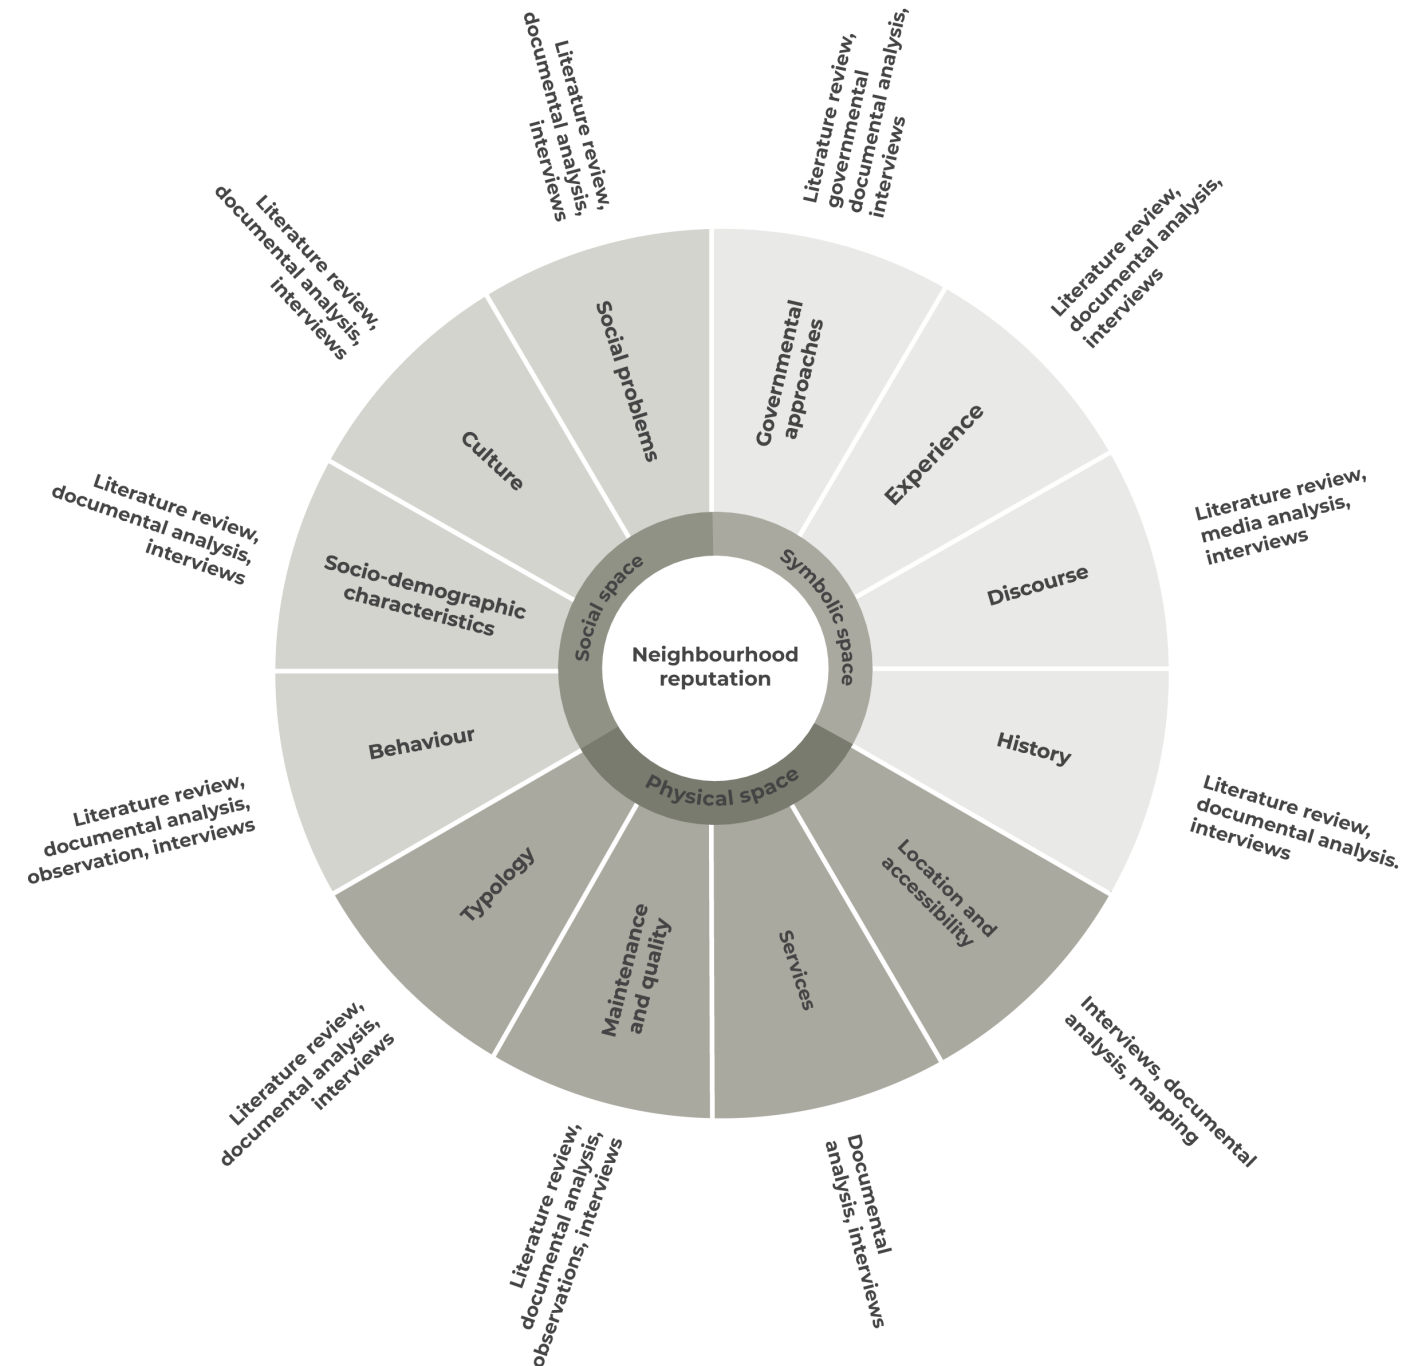 Neighbourhood
reputation
Symbolic space
Physical space
Social space
Governmental
approaches
Literature review,
governmental
documental analysis,
interviews
Experience
Literature review,
documental analysis,
interviews
Discourse
Literature review,
media analysis,
interviews
History
Literature review,
documental analysis.
interviews
Location and
accessibility
Interviews, documental
analysis, mapping
Services
Documental
analysis, interviews
Maintenance
and quality
Literature review,
documental analysis,
observations, interviews
Typology
Literature review,
documental analysis,
interviews
Behaviour
Literature review,
documental analysis,
observation, interviews
Socio-demographic
characteristics
Literature review,
documental analysis,
interviews
Culture
Literature review,
documental analysis,
interviews
Social problems
Literature review,
documental analysis,
interviews